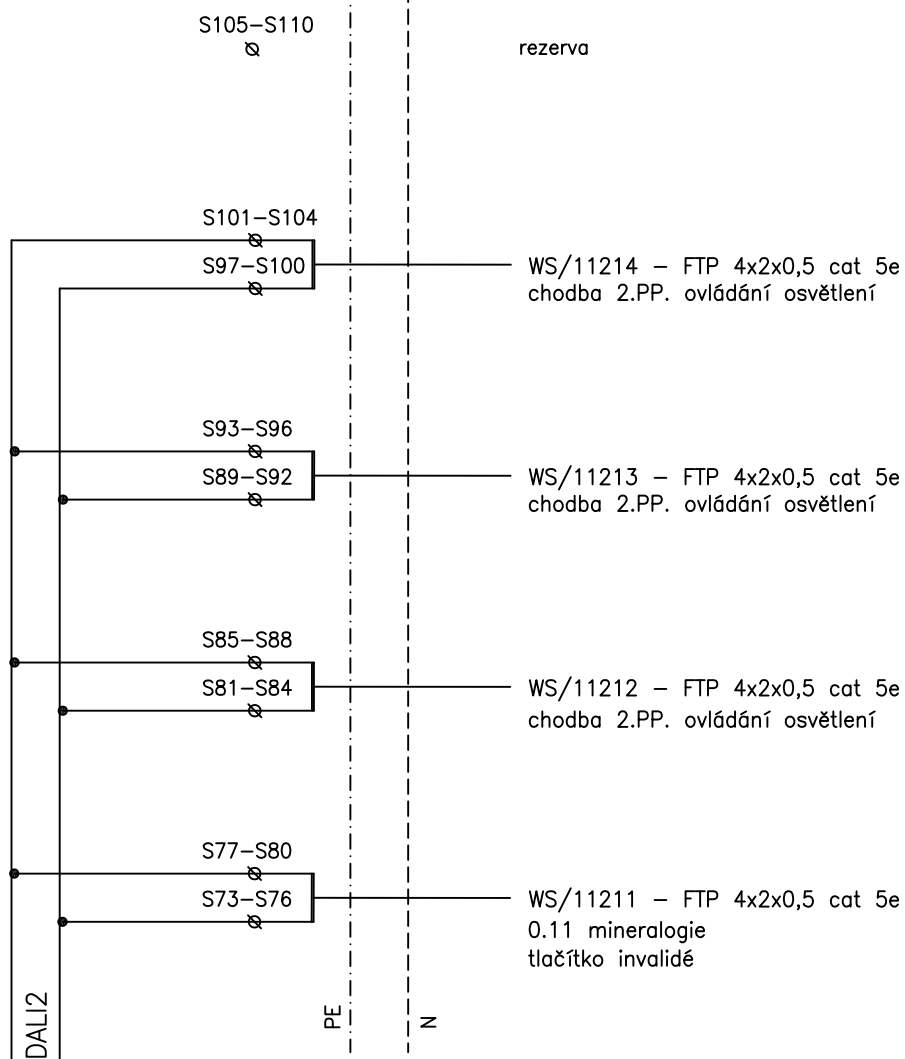 S105-S110
rezerva
S101-S104
S97-S100
WS/11214 - FTP 4x2x0,5 cat 5e
chodba 2.PP. ovládání osvětlení
S93-S96
S89-S92
WS/11213 - FTP 4x2x0,5 cat 5e
chodba 2.PP. ovládání osvětlení
S85-S88
S81-S84
WS/11212 - FTP 4x2x0,5 cat 5e
chodba 2.PP. ovládání osvětlení
S77-S80
S73-S76
WS/11211 - FTP 4x2x0,5 cat 5e
0.11 mineralogie
tlačítko invalidé
DALI2
PE
N